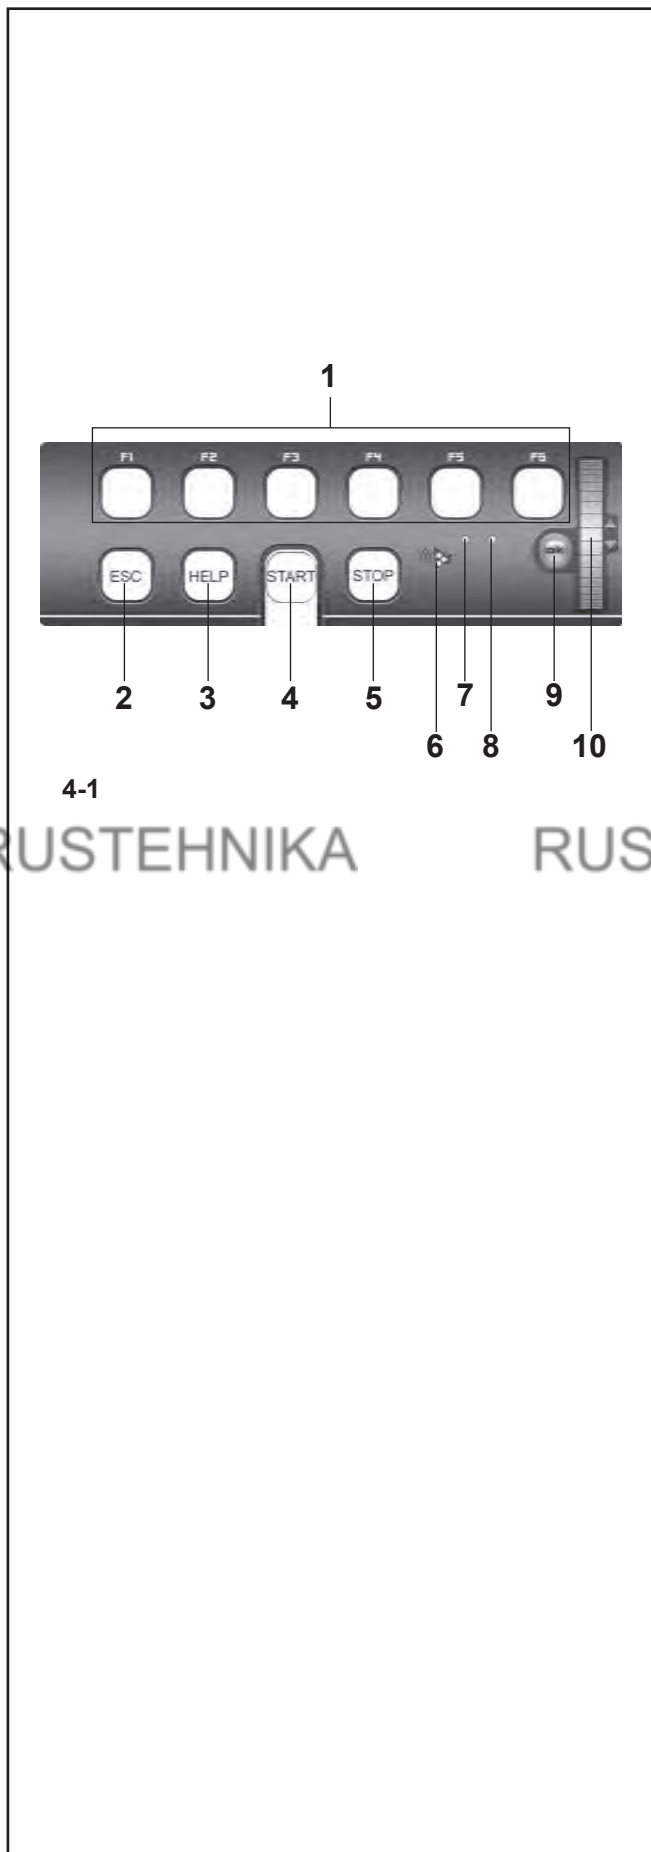 1
F1 F2 F3 F4 F5 F6
ok
ESC HELP START STOP
2 3 4 5 7 9
6 8 10
4-1
RUSTEHNIKA RUS